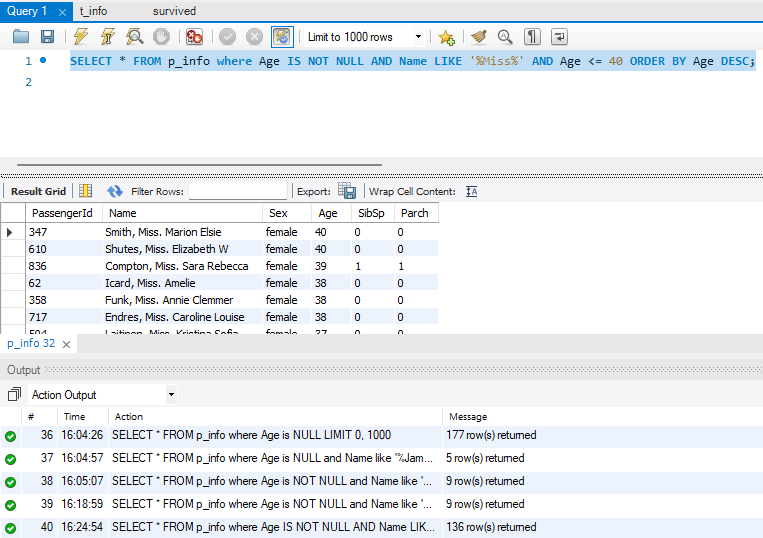 Query 1 t_info survived
Limit to 1000 rows
1 SELECT * FROM p_info where Age IS NOT NULL AND Name LIKE '%Miss%' AND Age <= 40 ORDER BY Age DESC;
2
Result Grid Filter Rows: Export: Wrap Cell Content:
PassengerId Name Sex Age SibSp Parch
347 Smith, Miss. Marion Elsie female 40 0 0
610 Shutes, Miss. Elizabeth W female 40 0 0
836 Compton, Miss. Sara Rebecca female 39 1 1
62 Icard, Miss. Amelie female 38 0 0
358 Funk, Miss. Annie Clemmer female 38 0 0
717 Endres, Miss. Caroline Louise female 38 0 0
Laitinen, Miss. Kristina Sofia female 37 0 0
p_info 32
Output
Action Output
# Time Action Message
36 16:04:26 SELECT * FROM p_info where Age is NULL LIMIT 0, 1000 177 row(s) returned
37 16:04:57 SELECT * FROM p_info where Age is NULL and Name like '%Jam... 5 row(s) returned
38 16:05:07 SELECT * FROM p_info where Age is NOT NULL and Name like '... 9 row(s) returned
39 16:18:59 SELECT * FROM p_info where Age is NOT NULL and Name like '... 9 row(s) returned
40 16:24:54 SELECT * FROM p_info where Age IS NOT NULL AND Name LIK... 136 row(s) returned